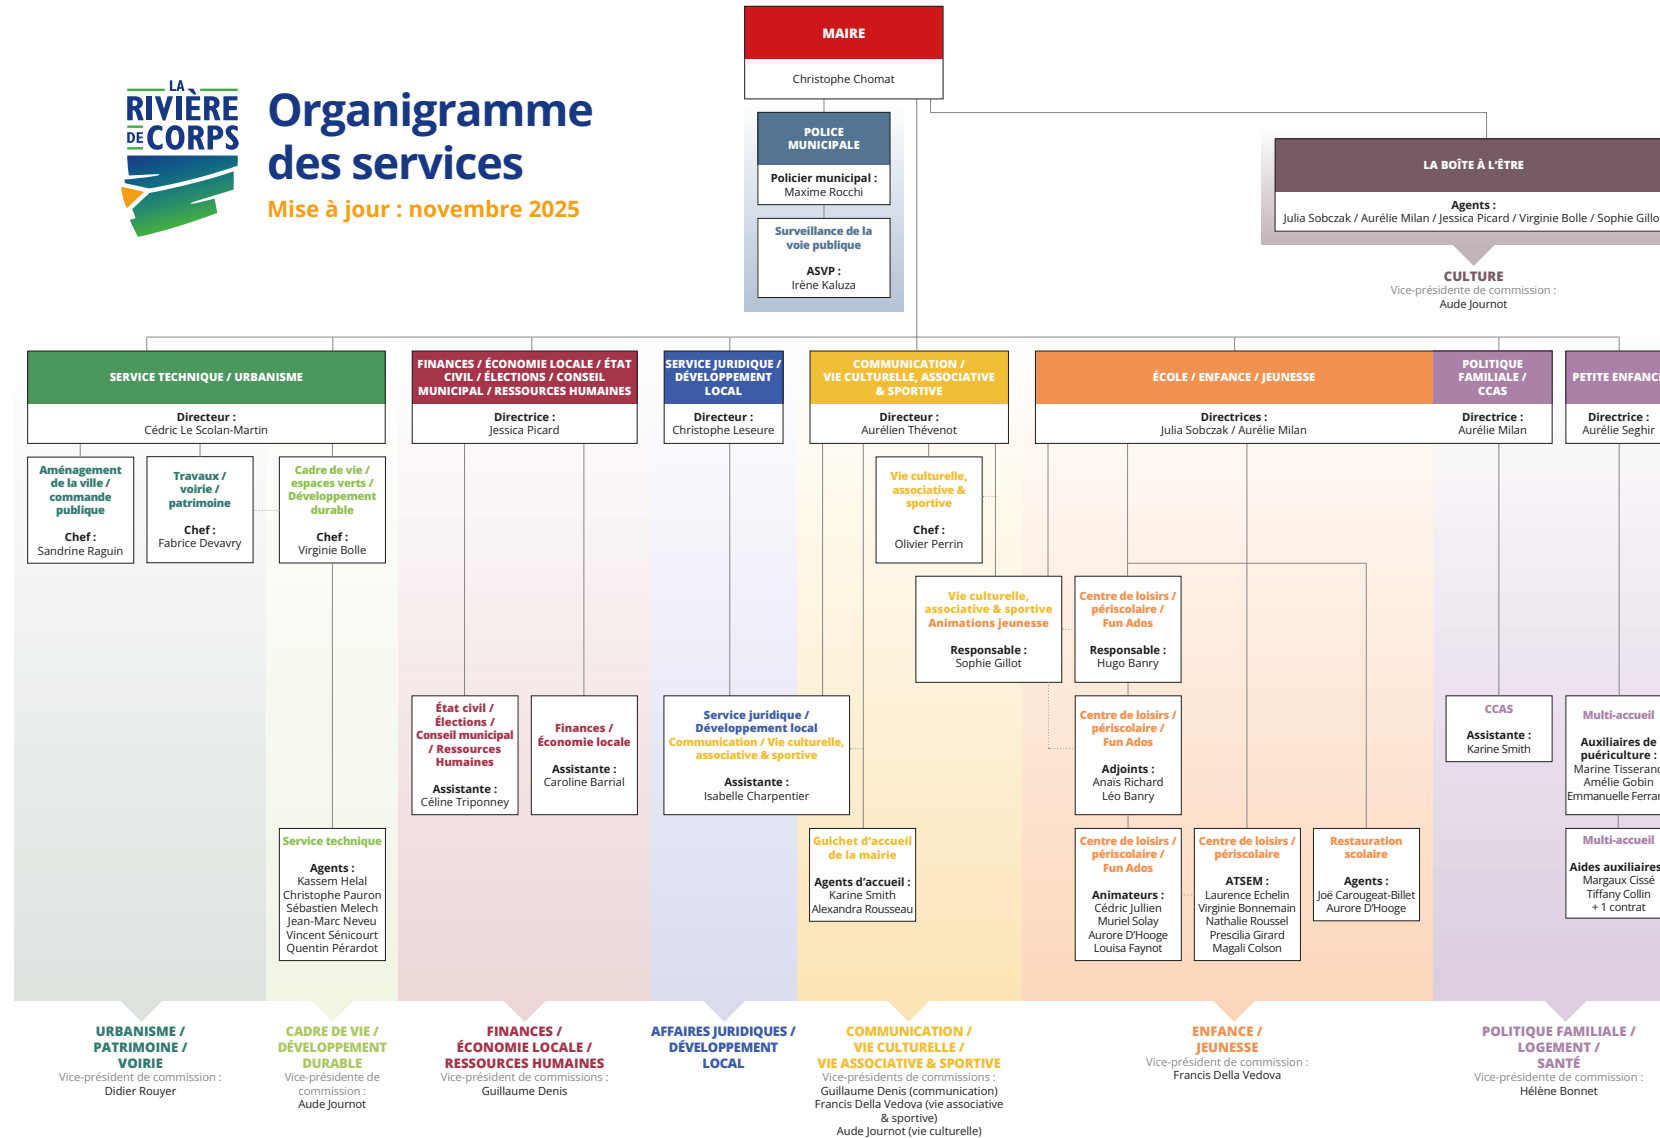 LA
RIVIÈRE
DE CORPS
Organigramme
des services
Mise à jour : novembre 2025
MAIRE
Christophe Chomat
POLICE
MUNICIPALE
Policier municipal :
Maxime Rocchi
Surveillance de la
voie publique
ASVP :
Irène Kaluza
LA BOÎTE À L'ÊTRE
Agents :
Julia Sobczak / Aurélie Milan / Jessica Picard / Virginie Bolle / Sophie Gillo
CULTURE
Vice-présidente de commission :
Aude Journot
SERVICE TECHNIQUE / URBANISME
Directeur :
Cédric Le Scolan-Martin
Aménagement
de la ville /
commande
publique
Chef :
Sandrine Raguin
Travaux /
voirie /
patrimoine
Chef :
Fabrice Devavry
Cadre de vie /
espaces verts /
Développement
durable
Chef :
Virginie Bolle
Service technique
Agents :
Kassem Helal
Christophe Pauron
Sébastien Melech
Jean-Marc Neveu
Vincent Sénicourt
Quentin Pérardot
FINANCES / ÉCONOMIE LOCALE / ÉTAT
CIVIL / ÉLECTIONS / CONSEIL
MUNICIPAL / RESSOURCES HUMAINES
Directrice :
Jessica Picard
État civil /
Élections /
Conseil municipal
/ Ressources
Humaines
Assistante :
Céline Triponney
Finances /
Économie locale
Assistante :
Caroline Barrial
SERVICE JURIDIQUE /
DÉVELOPPEMENT
LOCAL
Directeur :
Christophe Leseure
Service juridique /
Développement local
Communication / Vie culturelle,
associative & sportive
Assistante :
Isabelle Charpentier
COMMUNICATION /
VIE CULTURELLE, ASSOCIATIVE
& SPORTIVE
Directeur :
Aurélien Thévenot
Vie culturelle,
associative &
sportive
Chef :
Olivier Perrin
Vie culturelle,
associative & sportive
Animations jeunesse
Responsable :
Sophie Gillot
Guichet d'accueil
de la mairie
Agents d'accueil :
Karine Smith
Alexandra Rousseau
ÉCOLE / ENFANCE / JEUNESSE
Directrices :
Julia Sobczak / Aurélie Milan
Centre de loisirs /
périscolaire /
Fun Ados
Responsable :
Hugo Banry
Centre de loisirs /
périscolaire /
Fun Ados
Adjoints :
Anaïs Richard
Léo Banry
Centre de loisirs /
périscolaire /
Fun Ados
Animateurs :
Cédric Jullien
Muriel Solay
Aurore D'Hooge
Louisa Faynot
Centre de loisirs /
périscolaire
ATSEM :
Laurence Echelin
Virginie Bonnemain
Nathalie Roussel
Prescilia Girard
Magali Colson
Restauration
scolaire
Agents :
Joë Carougeat-Billet
Aurore D'Hooge
POLITIQUE
FAMILIALE /
CCAS
Directrice :
Aurélie Milan
CCAS
Assistante :
Karine Smith
PETITE ENFANC
Directrice :
Aurélie Seghir
Multi-accueil
Auxiliaires de
puériculture :
Marine Tisserand
Amélie Gobin
Emmanuelle Ferra
Multi-accueil
Aides auxiliaires
Margaux Cissé
Tiffany Collin
+ 1 contrat
URBANISME /
PATRIMOINE /
VOIRIE
Vice-président de commission :
Didier Rouyer
CADRE DE VIE /
DÉVELOPPEMENT
DURABLE
Vice-présidente de
commission :
Aude Journot
FINANCES /
ÉCONOMIE LOCALE /
RESSOURCES HUMAINES
Vice-président de commissions :
Guillaume Denis
AFFAIRES JURIDIQUES /
DÉVELOPPEMENT
LOCAL
COMMUNICATION /
VIE CULTURELLE /
VIE ASSOCIATIVE & SPORTIVE
Vice-présidents de commissions :
Guillaume Denis (communication)
Francis Della Vedova (vie associative
& sportive)
Aude Journot (vie culturelle)
ENFANCE /
JEUNESSE
Vice-président de commission :
Francis Della Vedova
POLITIQUE FAMILIALE /
LOGEMENT /
SANTÉ
Vice-présidente de commission :
Hélène Bonnet